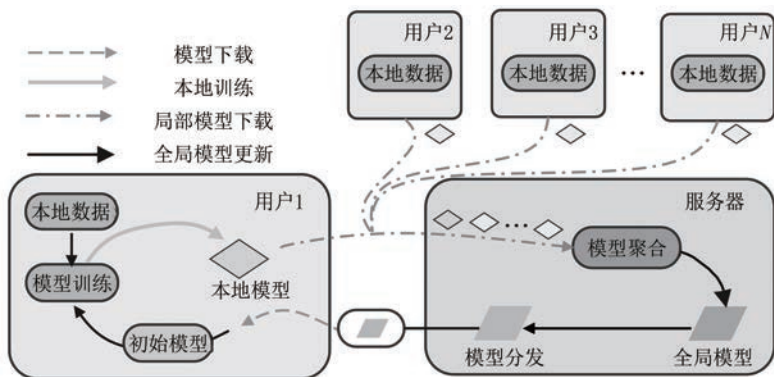 模型下载
本地训练
局部模型下载
全局模型更新
用户2
本地数据
用户3
本地数据
...
用户N
本地数据
用户1
本地数据
模型训练
初始模型
本地模型
服务器
...
模型聚合
模型分发
全局模型